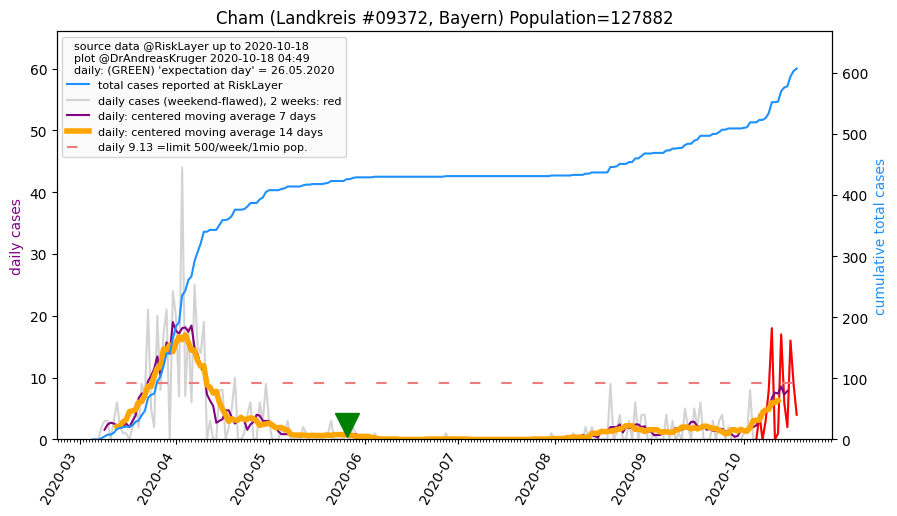 Cham (Landkreis #09372, Bayern) Population=127882
source data @RiskLayer up to 2020-10-18
plot @DrAndreasKruger 2020-10-18 04:49
daily: (GREEN) 'expectation day' = 26.05.2020
total cases reported at RiskLayer
daily cases (weekend-flawed), 2 weeks: red
daily: centered moving average 7 days
daily: centered moving average 14 days
daily 9.13 =limit 500/week/1mio pop.
daily cases
60
50
40
30
20
10
0
cumulative total cases
600
500
400
300
200
100
0
2020-03
2020-04
2020-05
2020-06
2020-07
2020-08
2020-09
2020-10